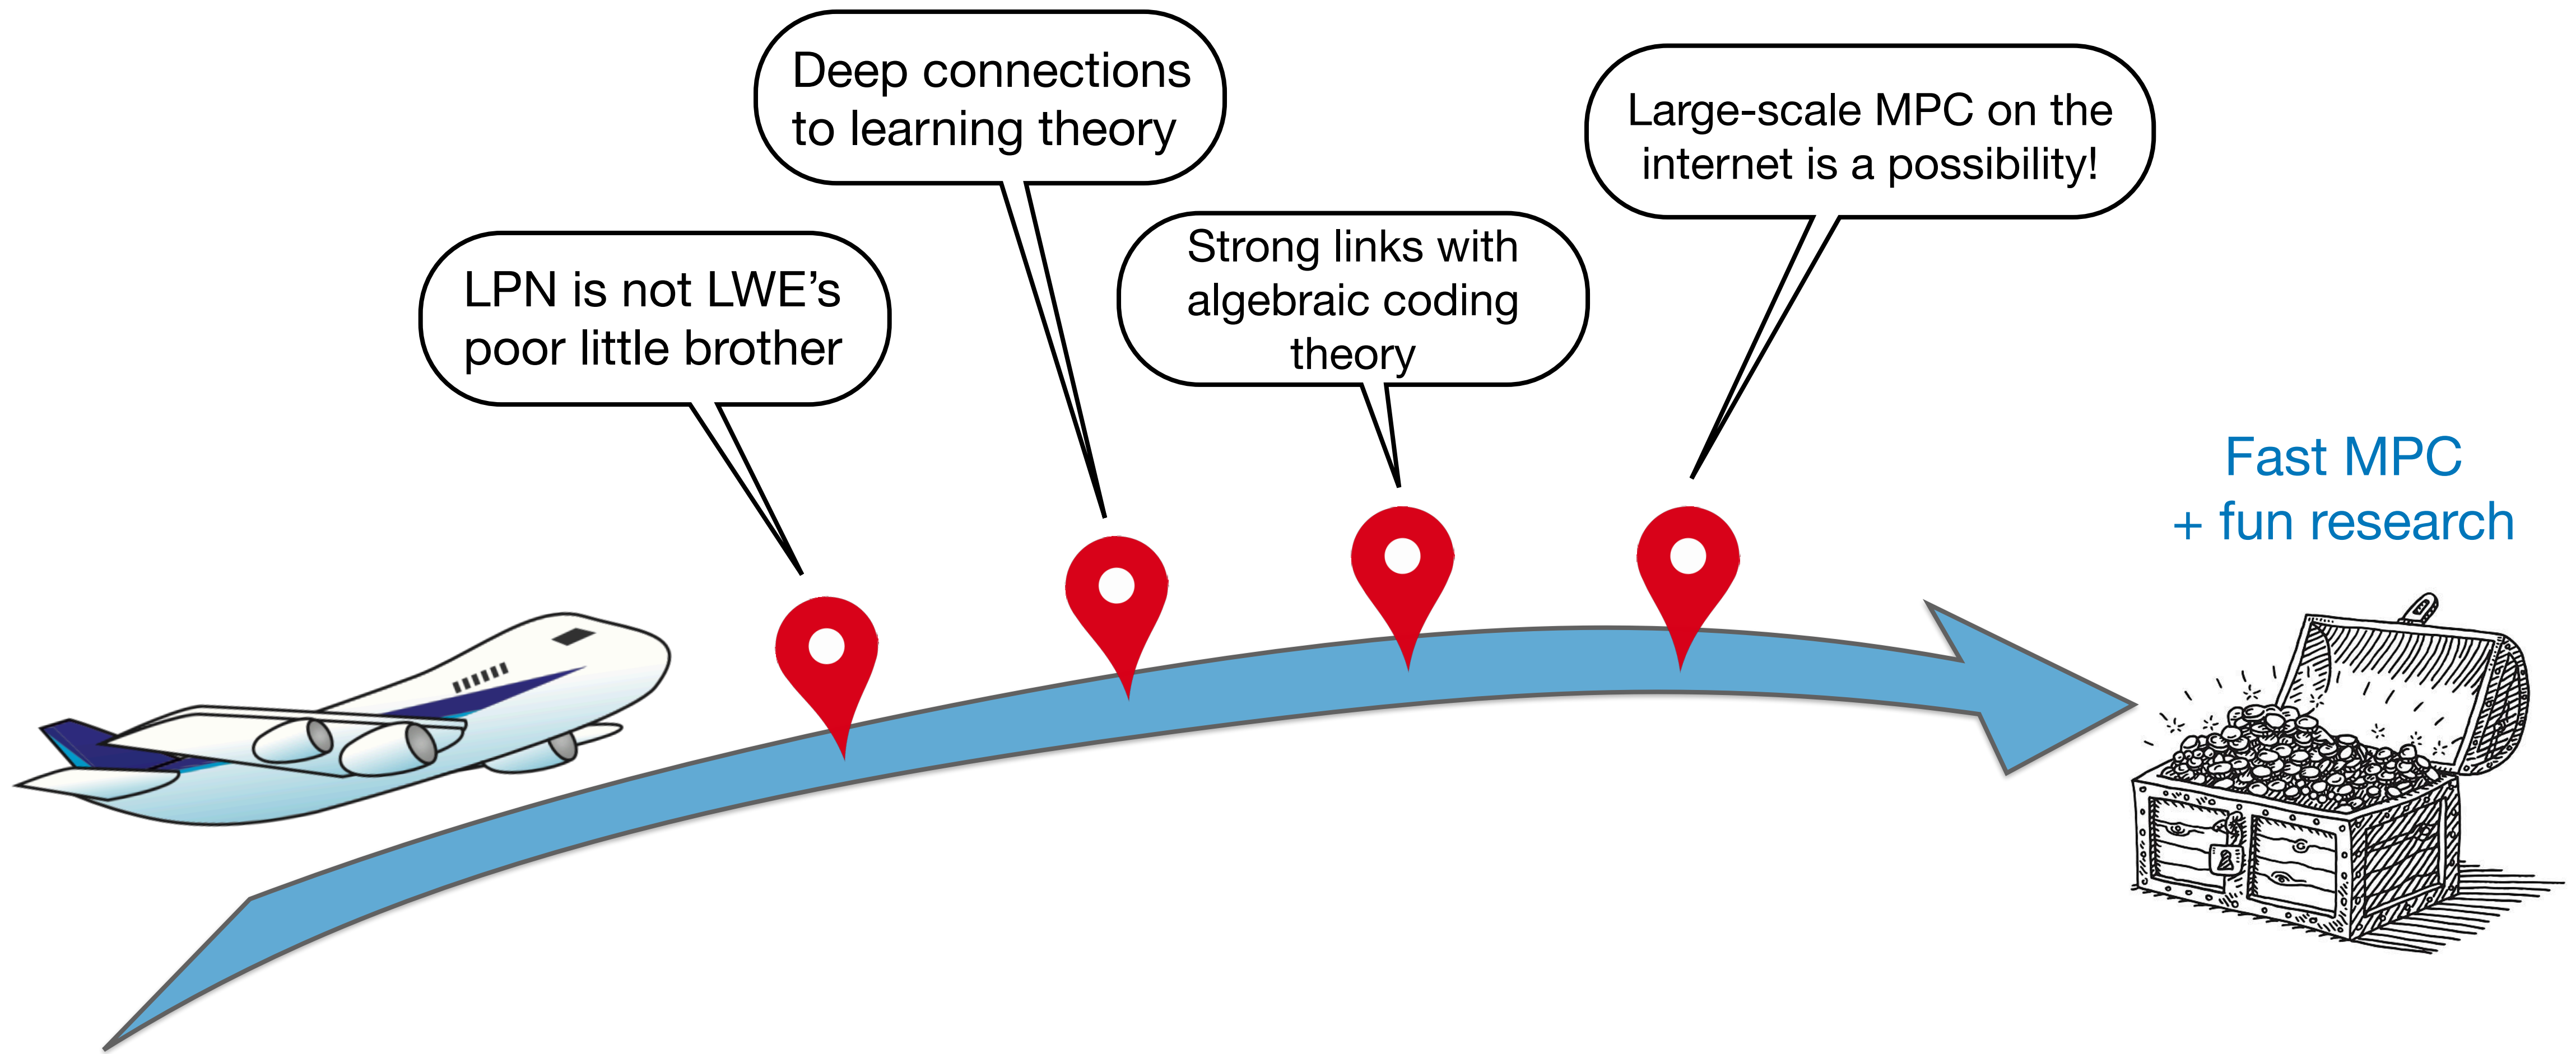 LPN is not LWE’s
poor little brother
Deep connections
to learning theory
Strong links with
algebraic coding
theory
Large-scale MPC on the
internet is a possibility!
Fast MPC
+ fun research